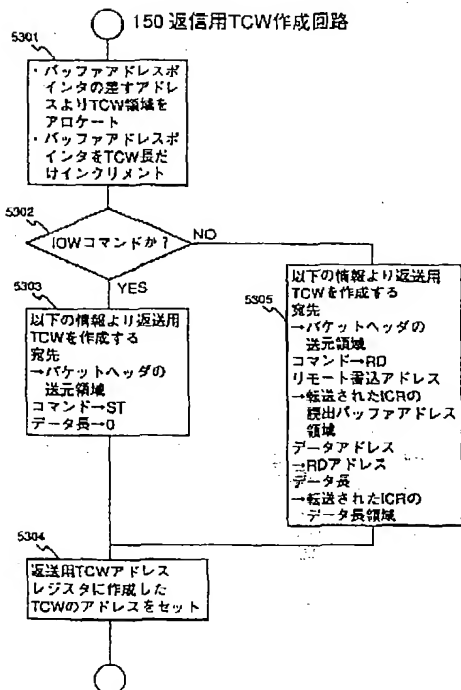 150 返信用TCW作成回路
5301
・バッファアドレスポ
インタの差すアドレ
スよりTCW領域を
アロケート
・バッファアドレスポ
インタをTCW長だ
けインクリメント
5302
IOWコマンドか?
NO
YES
5303
以下の情報より返送用
TCWを作成する
宛先
→パケットヘッダの
送元領域
コマンド→ST
データ長→0
5305
以下の情報より返送用
TCWを作成する
宛先
→パケットヘッダの
送元領域
コマンド→RD
リモート書込アドレス
→転送されたICRの
読出バッファアドレス
領域
データアドレス
→RDアドレス
データ長
→転送されたICRの
データ長領域
5304
返送用TCWアドレス
レジスタに作成した
TCWのアドレスをセット